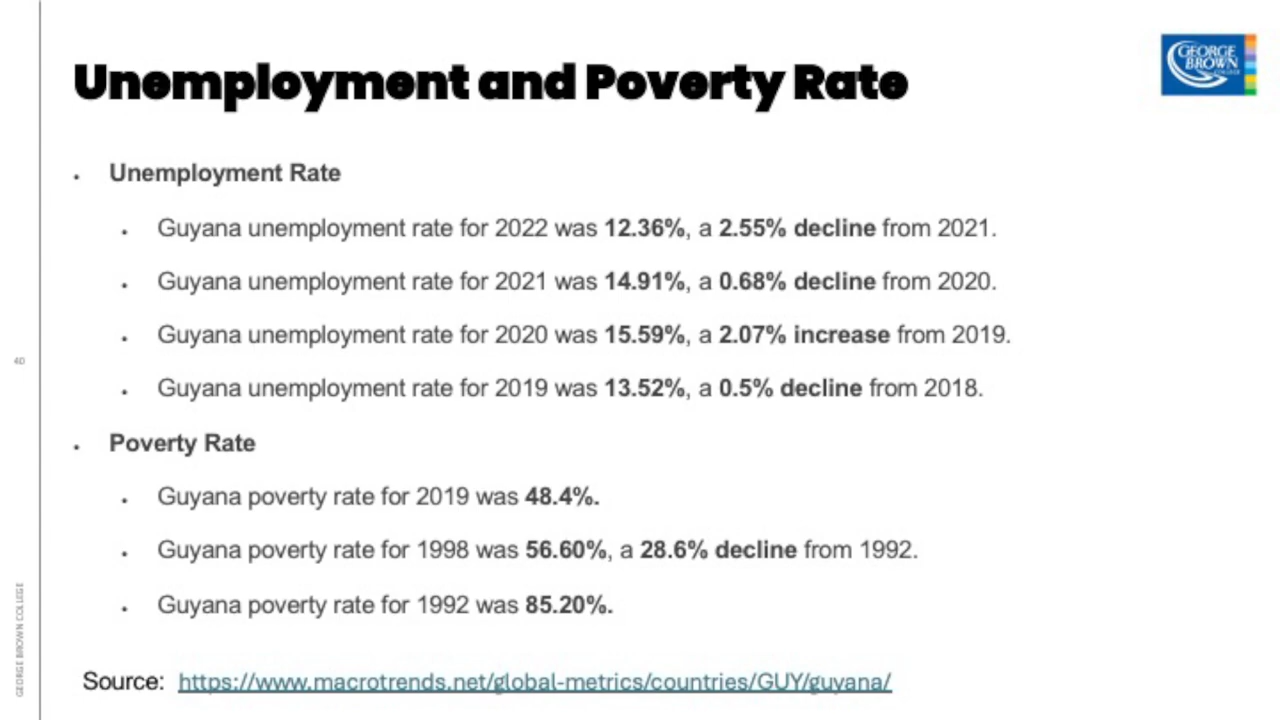 GEORGE
BROWN
COLLEGE
Unemployment and Poverty Rate
• Unemployment Rate
• Guyana unemployment rate for 2022 was 12.36%, a 2.55% decline from 2021.
• Guyana unemployment rate for 2021 was 14.91%, a 0.68% decline from 2020.
• Guyana unemployment rate for 2020 was 15.59%, a 2.07% increase from 2019.
• Guyana unemployment rate for 2019 was 13.52%, a 0.5% decline from 2018.
40
• Poverty Rate
• Guyana poverty rate for 2019 was 48.4%.
• Guyana poverty rate for 1998 was 56.60%, a 28.6% decline from 1992.
• Guyana poverty rate for 1992 was 85.20%.
GEORGE BROWN COLLEGE
Source: https://www.macrotrends.net/global-metrics/countries/GUY/guyana/